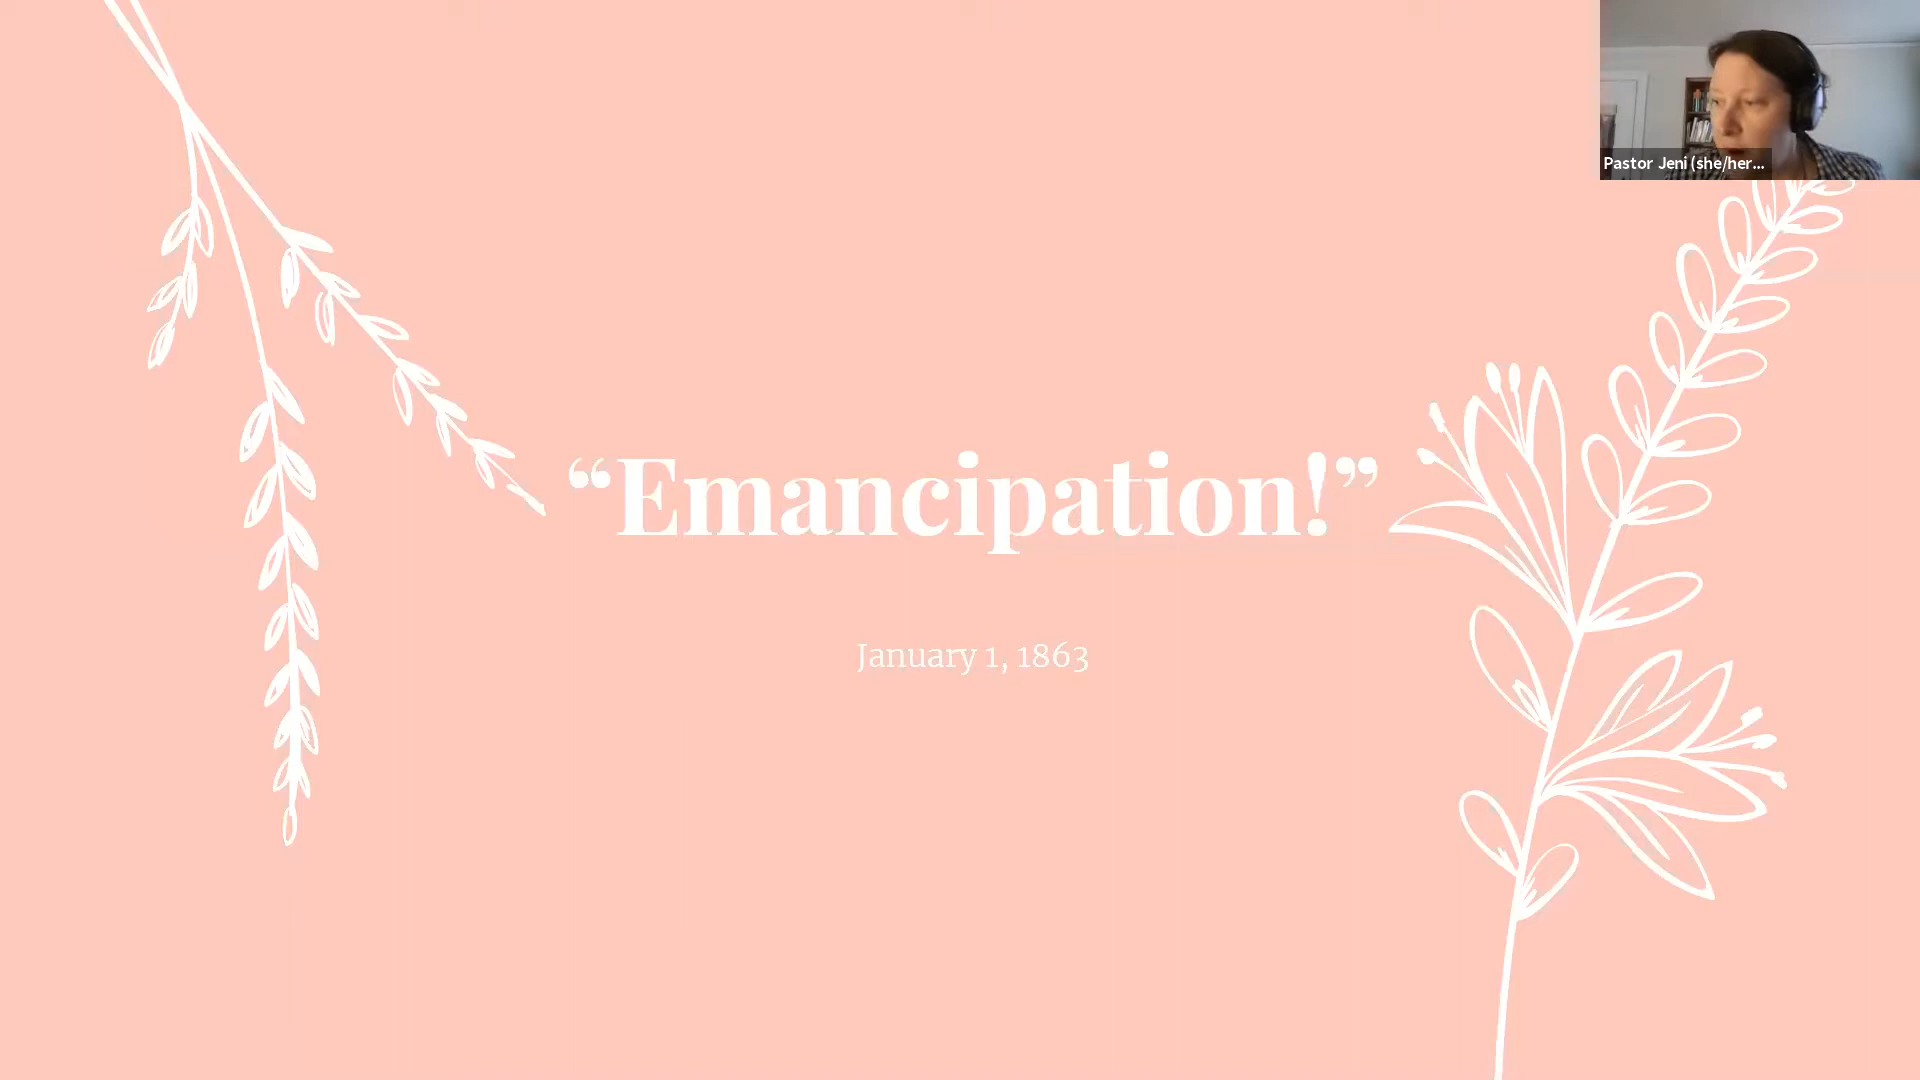 Pastor Jeni (she/her...
“Emancipation!”
January 1, 1863